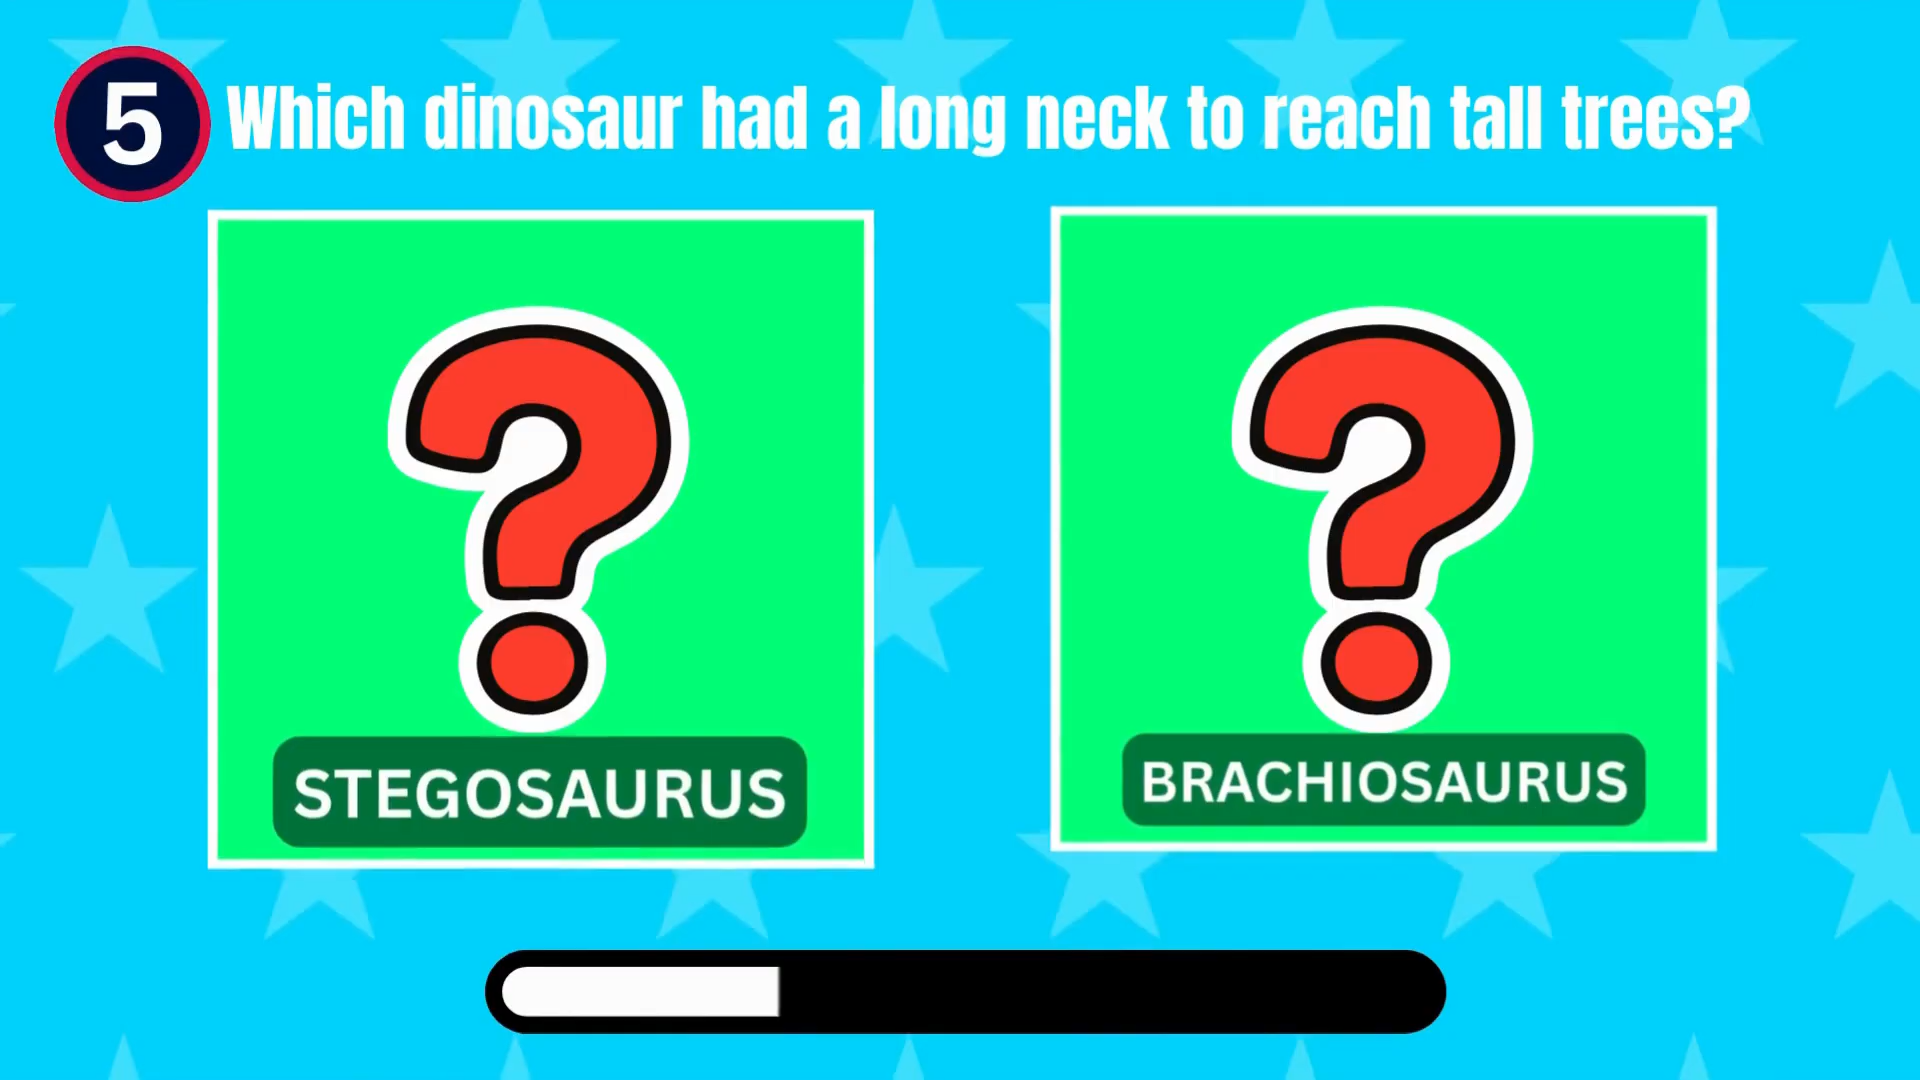 5 Which dinosaur had a long neck to reach tall trees?
STEGOSAURUS
BRACHIOSAURUS